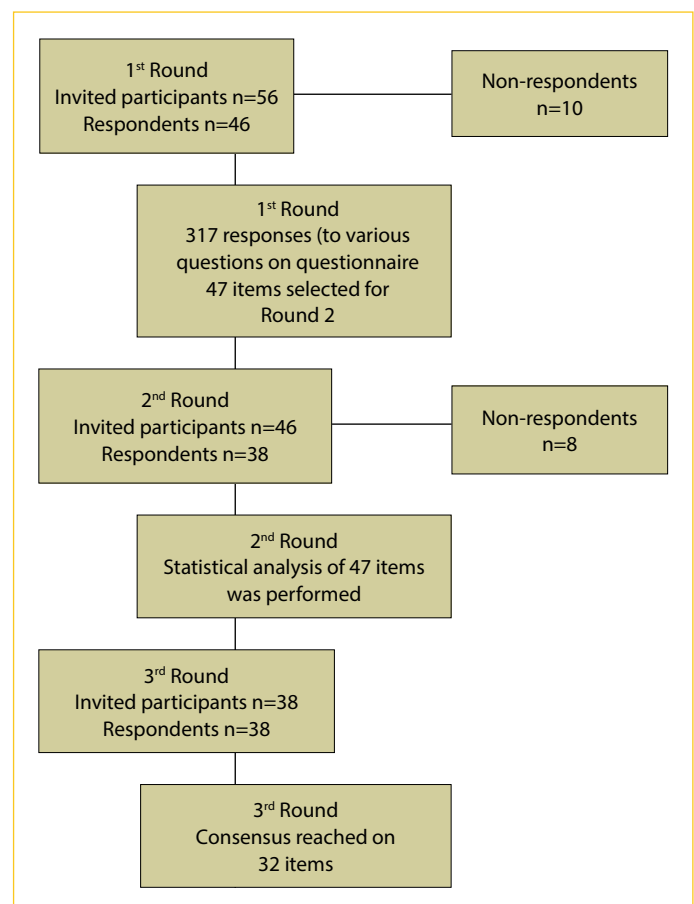 1st Round
Invited participants n=56
Respondents n=46
Non-respondents
n=10
1st Round
317 responses (to various
questions on questionnaire
47 items selected for
Round 2
2nd Round
Invited participants n=46
Respondents n=38
Non-respondents
n=8
2nd Round
Statistical analysis of 47 items
was performed
3rd Round
Invited participants n=38
Respondents n=38
3rd Round
Consensus reached on
32 items